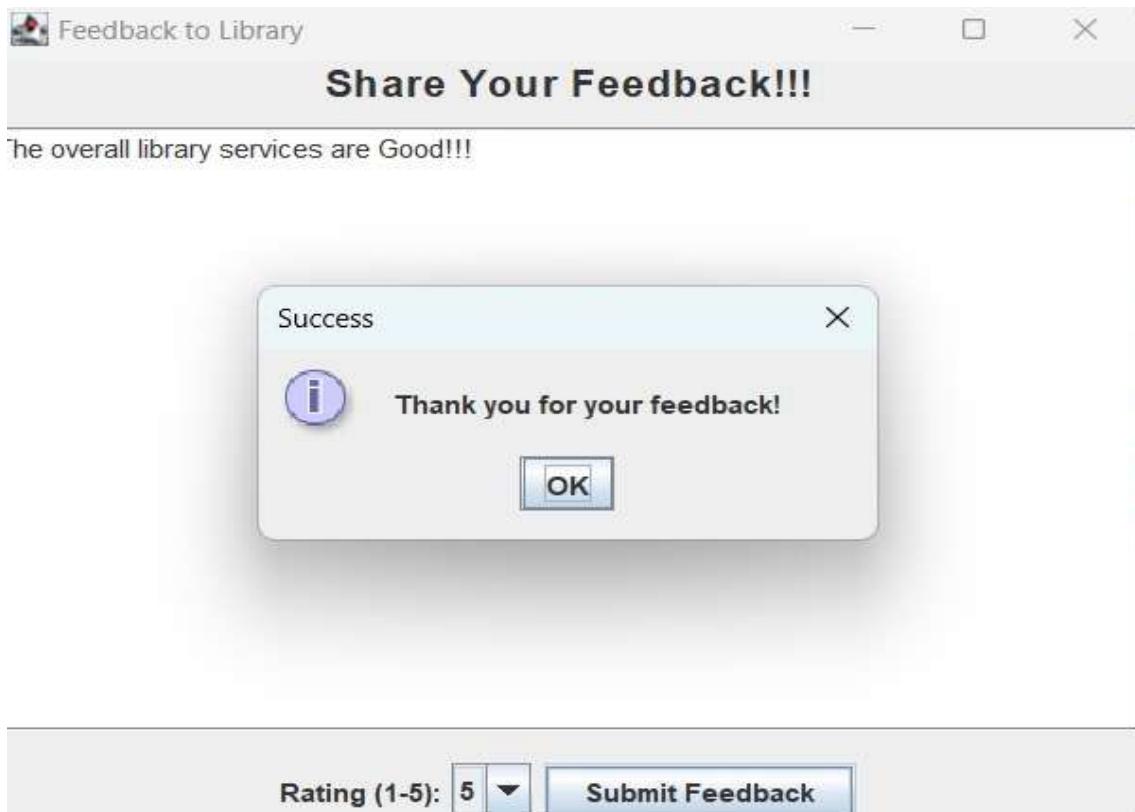 Feedback to Library
Share Your Feedback!!!
The overall library services are Good!!!
Success
i
Thank you for your feedback!
OK
Rating (1-5): 5 Submit Feedback